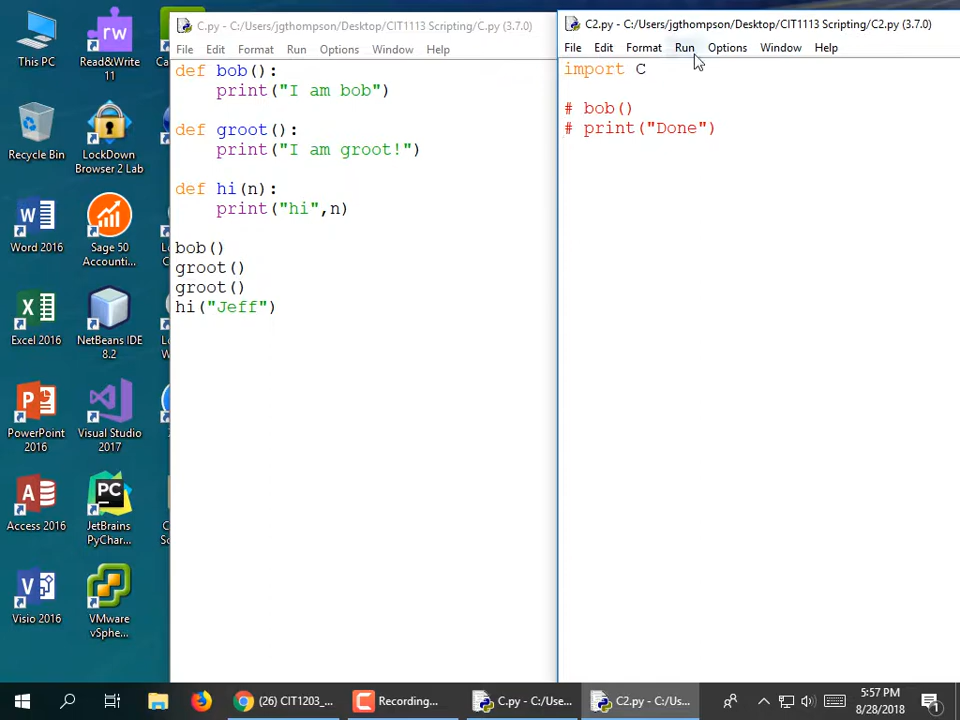 This PC
Read&Write
11
Ca
Recycle Bin
LockDown
Browser 2 Lab
Word 2016
Sage 50
Accounti...
Excel 2016
NetBeans IDE
8.2
PowerPoint
2016
Visual Studio
2017
Access 2016
JetBrains
PyChar...
Visio 2016
VMware
vSphe...
C.py - C:/Users/jgthompson/Desktop/CIT1113 Scripting/C.py (3.7.0)
File Edit Format Run Options Window Help
def bob():
print("I am bob")
def groot():
print("I am groot!")
def hi(n):
print("hi",n)
bob()
groot()
groot()
hi("Jeff")
C2.py - C:/Users/jgthompson/Desktop/CIT1113 Scripting/C2.py (3.7.0)
File Edit Format Run Options Window Help
import C
# bob()
# print("Done")
(26) CIT1203_...
Recording...
C.py - C:/Use...
C2.py - C:/Us...
5:57 PM
8/28/2018
1